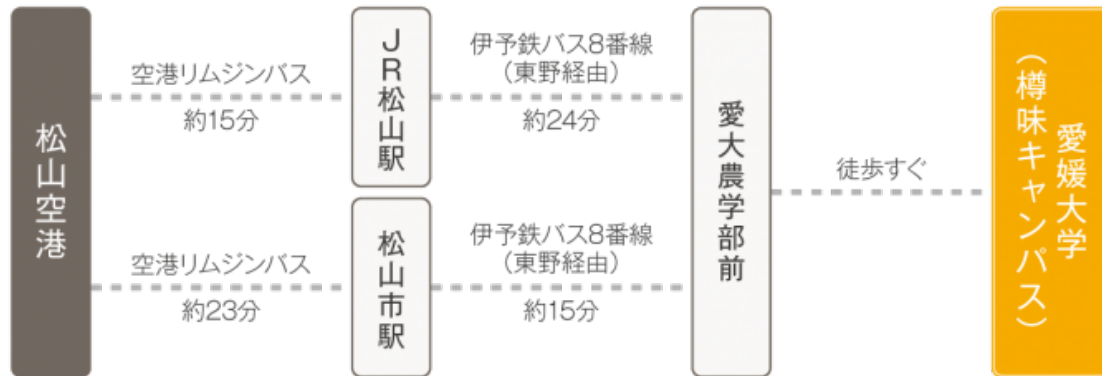 松山空港
空港リムジンバス
約15分
JR松山駅
伊予鉄バス8番線
（東野経由）
約24分
空港リムジンバス
約23分
松山市駅
伊予鉄バス8番線
（東野経由）
約15分
愛大農学部前
徒歩すぐ
愛媛大学
（樽味キャンパス）